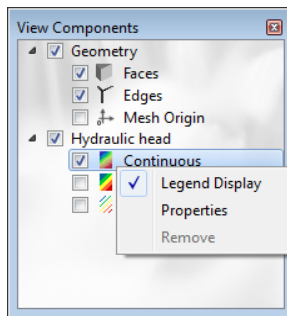 View Components
Geometry
Faces
Edges
Mesh Origin
Hydraulic head
Continuous
Legend Display
Properties
Remove